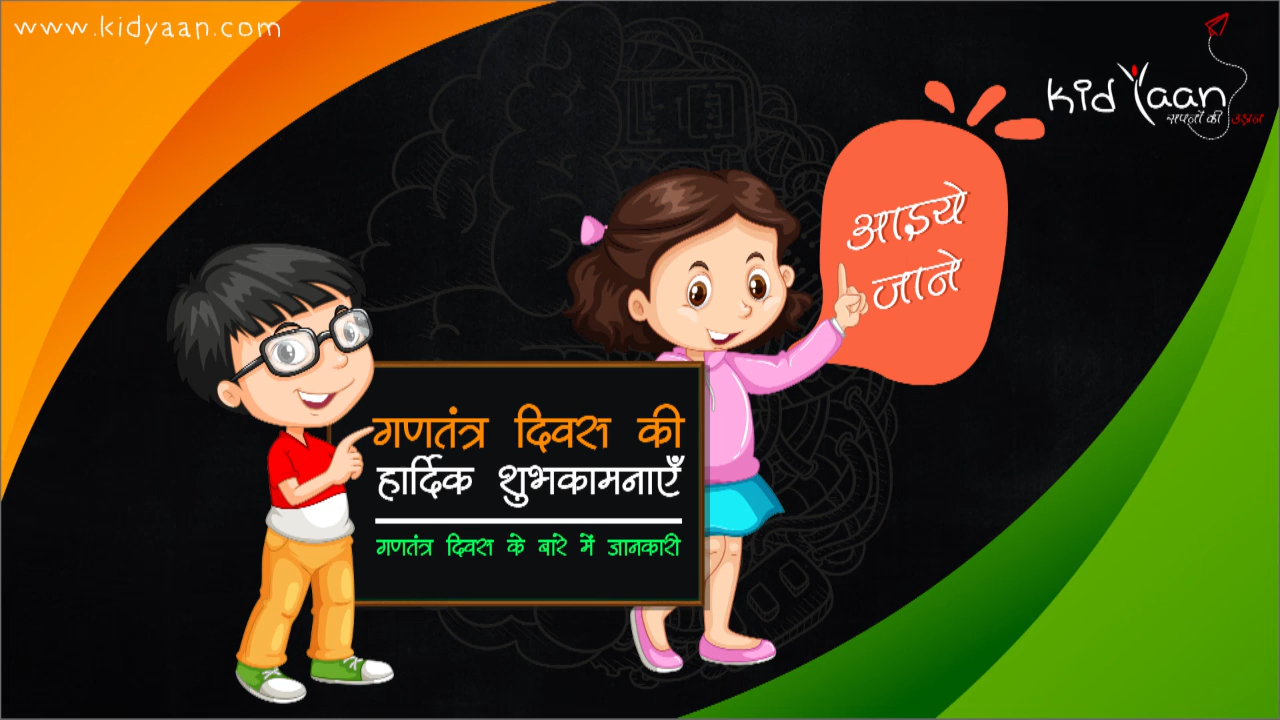 www.kidyaan.com
kid Yaan
सपनों की उड़ान
आइये
जाने
गणतंत्र दिवस की
हार्दिक शुभकामनाएँ
गणतंत्र दिवस के बारे में जानकारी